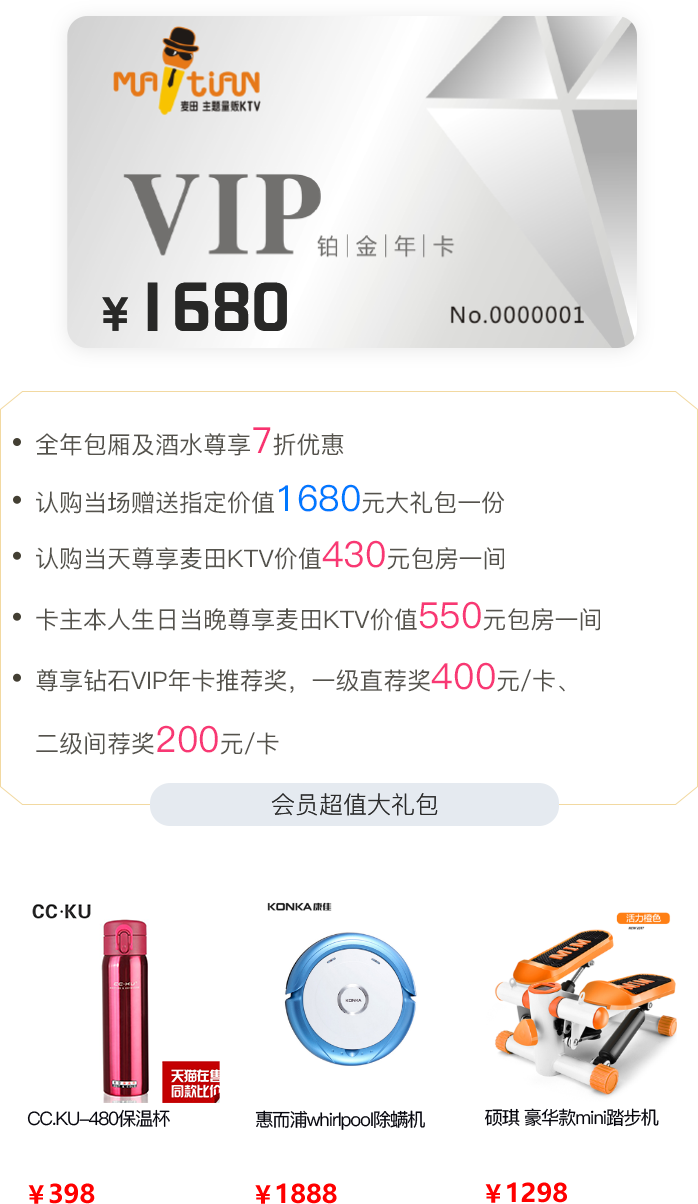 MAiTiAN
麦田 主题量贩KTV
VIP
铂|金|年|卡
¥1680
No.0000001
• 全年包厢及酒水尊享7折优惠
• 认购当场赠送指定价值1680元大礼包一份
• 认购当天尊享麦田KTV价值430元包房一间
• 卡主本人生日当晚尊享麦田KTV价值550元包房一间
• 尊享钻石VIP年卡推荐奖，一级直荐奖400元/卡、
二级间荐奖200元/卡
会员超值大礼包
CC·KU
CC·KU
天猫在售
同款比价
CC.KU-480保温杯
¥398
KONKA康佳
KONKA
惠而浦whirlpool除螨机
¥1888
活力橙色
MINI
MINI
硕琪 豪华款mini踏步机
¥1298